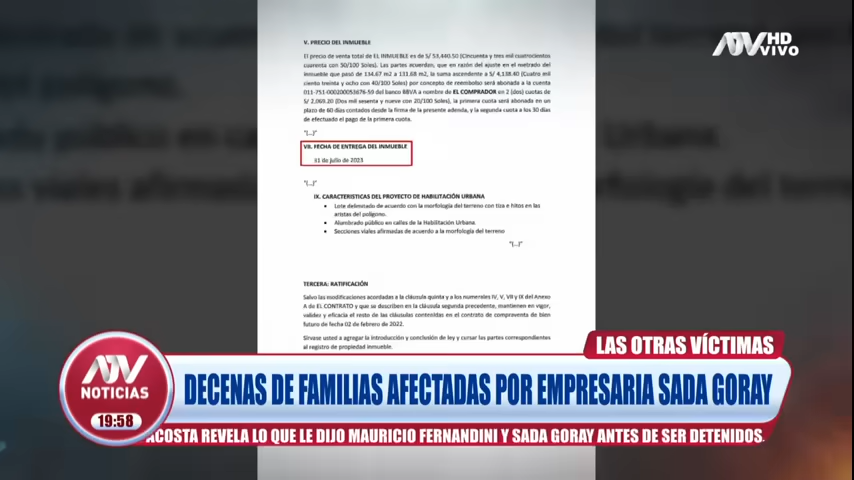 ATV HD
VIVO
V. PRECIO DEL INMUEBLE
El precio de venta total de EL INMUEBLE es de S/ 53,440.50 (Cincuenta y tres mil cuatrocientos
cuarenta con 50/100 Soles). Las partes acuerdan, que en razón del ajuste en el metrado del
inmueble que pasó de 134.67 m2 a 131.68 m2, la suma ascendente a S/ 4,138.40 (Cuatro mil
ciento treinta y ocho con 40/100 Soles) por concepto de reembolso será abonada a la cuenta
011-751-000200053676-59 del banco BBVA a nombre de EL COMPRADOR en 2 (dos) cuotas de
S/ 2,069.20 (Dos mil sesenta y nueve con 20/100 Soles), la primera cuota será abonada en un
plazo de 60 días contados desde la firma de la presente adenda, y la segunda cuota a los 30 días
de efectuado el pago de la primera cuota.
"(...)"
VII. FECHA DE ENTREGA DEL INMUEBLE
31 de julio de 2023
"(...)"
IX. CARACTERISTICAS DEL PROYECTO DE HABILITACIÓN URBANA
• Lote delimitado de acuerdo con la morfología del terreno con tiza e hitos en las
aristas del polígono.
• Alumbrado público en calles de la Habilitación Urbana.
• Secciones viales afirmadas de acuerdo a la morfología del terreno
"(...)"
TERCERA: RATIFICACIÓN
Salvo las modificaciones acordadas a la cláusula quinta y a los numerales IV, V, VII y IX del Anexo
A de EL CONTRATO y que se describen en la cláusula segunda precedente, mantienen en vigor,
validez y eficacia el resto de las cláusulas contenidas en el contrato de compraventa de bien
futuro de fecha 02 de febrero de 2022.
Sírvase usted a agregar la introducción y conclusión de ley y cursar los partes correspondientes
al registro de propiedad inmueble.
LAS OTRAS VÍCTIMAS
ATV
NOTICIAS
19:58
DECENAS DE FAMILIAS AFECTADAS POR EMPRESARIA SADA GORAY
ACOSTA REVELA LO QUE LE DIJO MAURICIO FERNANDINI Y SADA GORAY ANTES DE SER DETENIDOS.